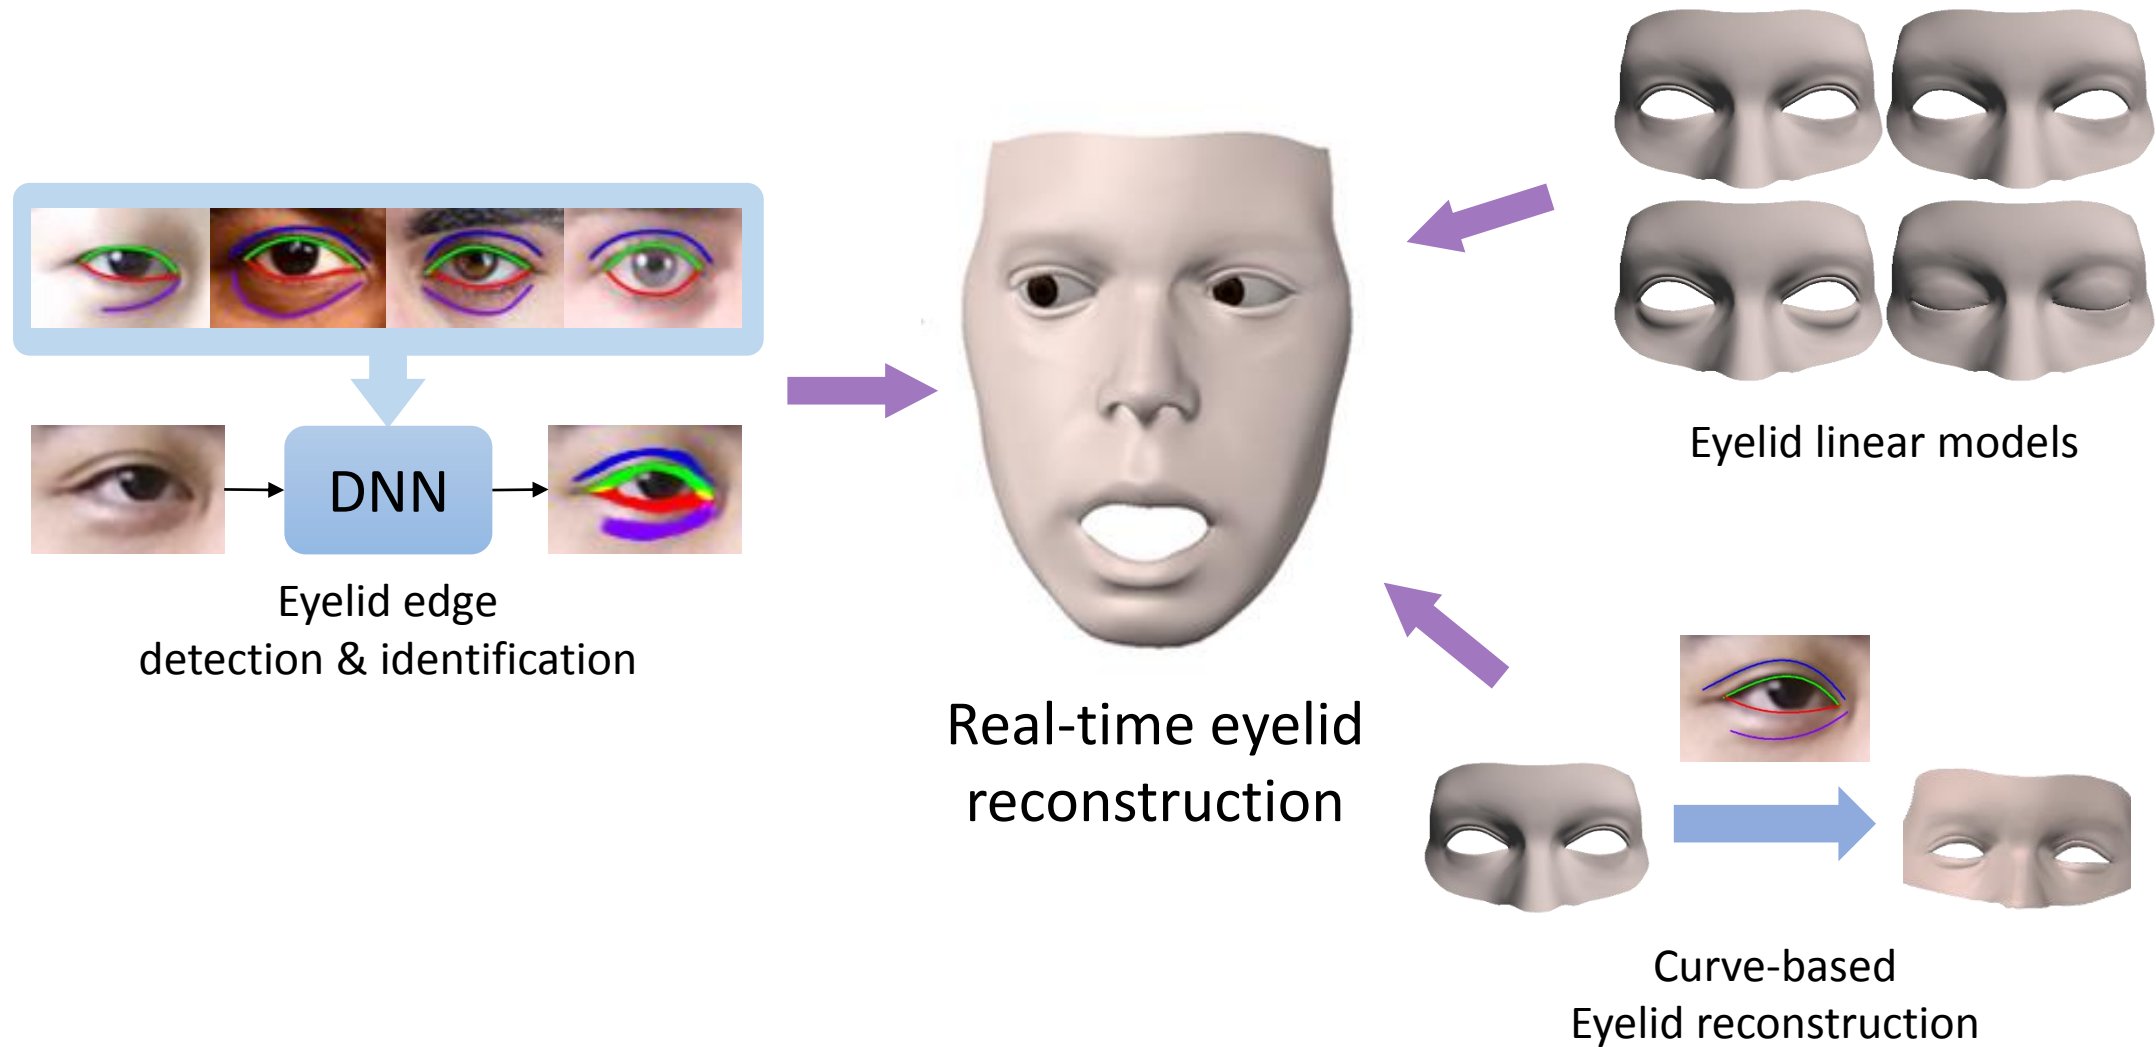 DNN
Eyelid edge
detection & identification
Real-time eyelid
reconstruction
Eyelid linear models
Curve-based
Eyelid reconstruction